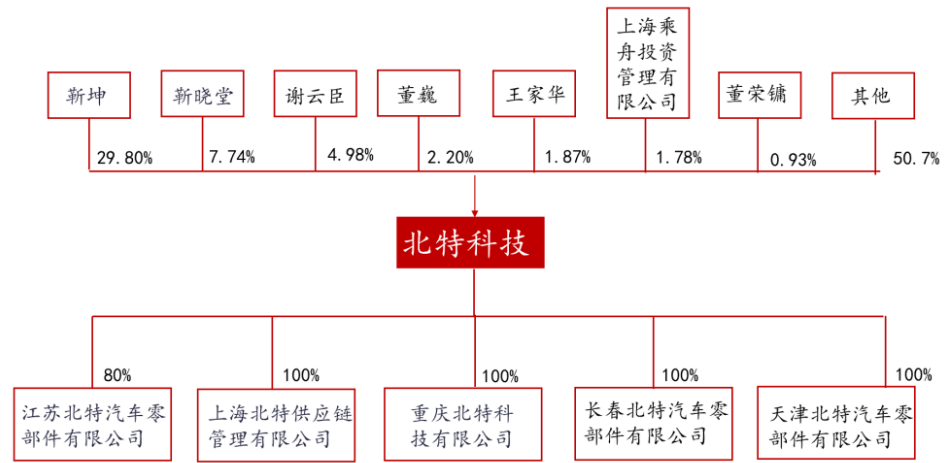 靳坤
靳晓堂
谢云臣
董巍
王家华
上海乘
舟投资
管理有
限公司
董荣镛
其他
29.80%
7.74%
4.98%
2.20%
1.87%
1.78%
0.93%
50.7%
北特科技
80%
100%
100%
100%
100%
江苏北特汽车零
部件有限公司
上海北特供应链
管理有限公司
重庆北特科
技有限公司
长春北特汽车零
部件有限公司
天津北特汽车零
部件有限公司